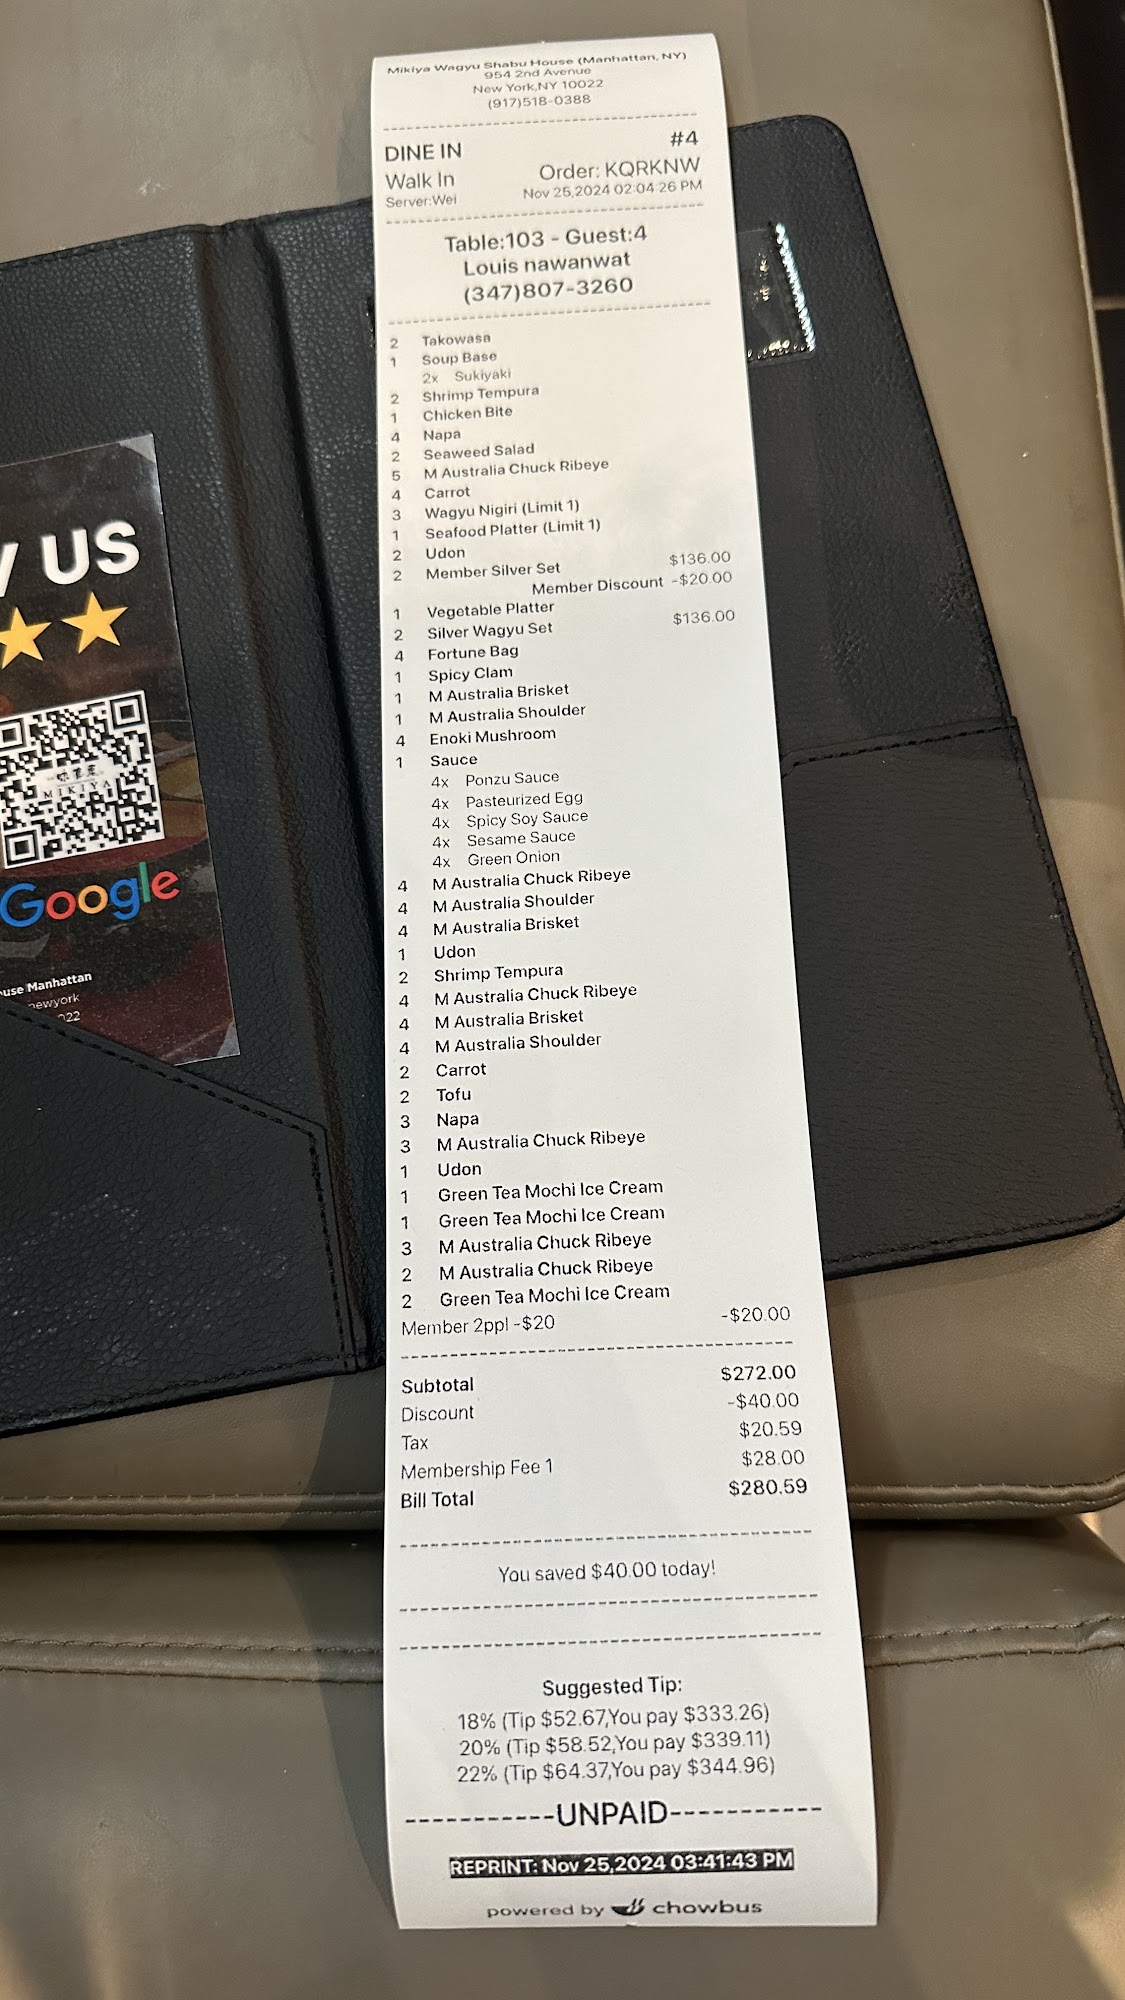 Mikiya Wagyu Shabu House (Manhattan, NY)
954 2nd Avenue
New York,NY 10022
(917)518-0388
DINE IN #4
Walk In Order: KQRKNW
Server:Wei Nov 25,2024 02:04:26 PM
Table:103 - Guest:4
Louis nawanwat
(347)807-3260
2 Takowasa
1 Soup Base
2x Sukiyaki
2 Shrimp Tempura
1 Chicken Bite
4 Napa
2 Seaweed Salad
5 M Australia Chuck Ribeye
4 Carrot
3 Wagyu Nigiri (Limit 1)
1 Seafood Platter (Limit 1)
2 Udon
2 Member Silver Set $136.00
Member Discount -$20.00
1 Vegetable Platter
2 Silver Wagyu Set $136.00
4 Fortune Bag
1 Spicy Clam
1 M Australia Brisket
1 M Australia Shoulder
4 Enoki Mushroom
1 Sauce
4x Ponzu Sauce
4x Pasteurized Egg
4x Spicy Soy Sauce
4x Sesame Sauce
4x Green Onion
4 M Australia Chuck Ribeye
4 M Australia Shoulder
4 M Australia Brisket
1 Udon
2 Shrimp Tempura
4 M Australia Chuck Ribeye
4 M Australia Brisket
4 M Australia Shoulder
2 Carrot
2 Tofu
3 Napa
3 M Australia Chuck Ribeye
1 Udon
1 Green Tea Mochi Ice Cream
1 Green Tea Mochi Ice Cream
3 M Australia Chuck Ribeye
2 M Australia Chuck Ribeye
2 Green Tea Mochi Ice Cream
Member 2ppl -$20 -$20.00
Subtotal $272.00
Discount -$40.00
Tax $20.59
Membership Fee 1 $28.00
Bill Total $280.59
You saved $40.00 today!
Suggested Tip:
18% (Tip $52.67,You pay $333.26)
20% (Tip $58.52,You pay $339.11)
22% (Tip $64.37,You pay $344.96)
-----------UNPAID-----------
REPRINT: Nov 25,2024 03:41:43 PM
powered by chowbus
US
MIKIYA
Google
use Manhattan
newyork
022